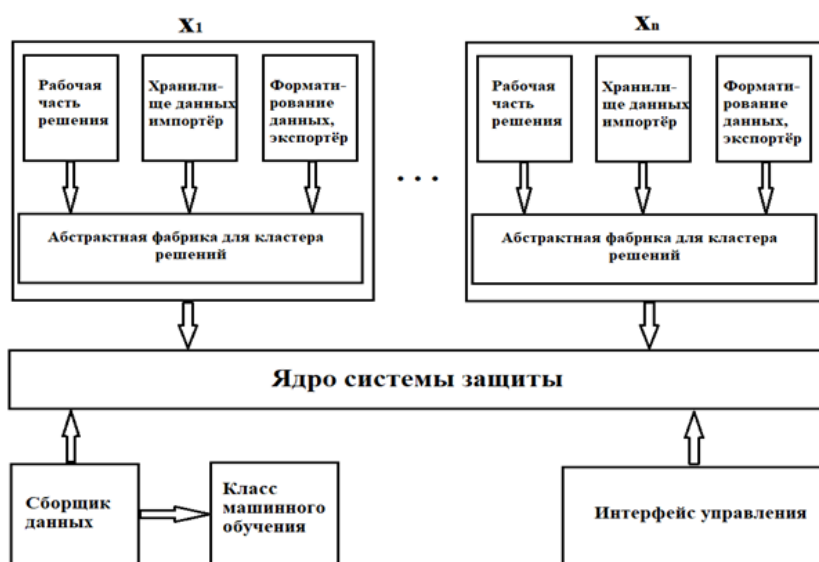 X1
Xn
Рабочая
часть
решения
Хранили-
ще данных
импортёр
Формати-
рование
данных,
экспортёр
Абстрактная фабрика для кластера
решений
. . .
Рабочая
часть
решения
Хранили-
ще данных
импортёр
Формати-
рование
данных,
экспортёр
Абстрактная фабрика для кластера
решений
Ядро системы защиты
Сборщик
данных
Класс
машинного
обучения
Интерфейс управления